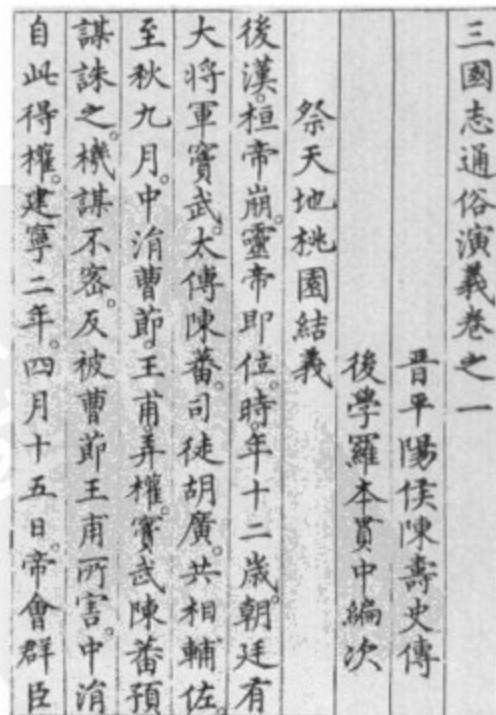 三國志通俗演義卷之一
晉平陽侯陳壽史傳
後學羅本貫中編次
祭天地桃園結義
後漢。桓帝崩。靈帝即位。時年十二歲。朝廷有
大將軍竇武。太傅陳蕃。司徒胡廣。共相輔佐。
至秋九月。中涓曹節。王甫。弄權。竇武陳蕃預
謀誅之。機謀不密。反被曹節王甫所害。中涓
自此得權。建寧二年。四月十五日。帝會群臣